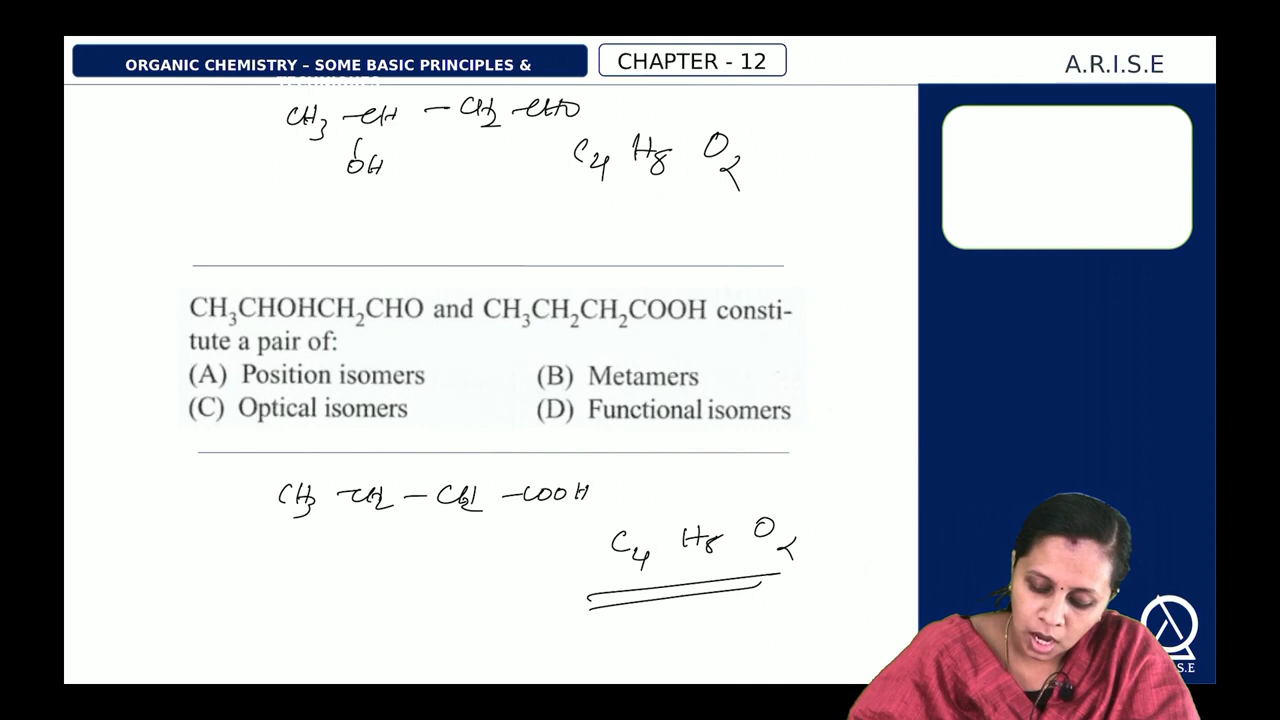 ORGANIC CHEMISTRY – SOME BASIC PRINCIPLES &
CHAPTER - 12
A.R.I.S.E
CH₃ – CH – CH₂ – CHO
OH
C₄ H₈ O₂
CH₃CHOHCH₂CHO and CH₃CH₂CH₂COOH consti-
tute a pair of:
(A) Position isomers (B) Metamers
(C) Optical isomers (D) Functional isomers
CH₃ – CH₂ – CH₂ – COOH
C₄ H₈ O₂